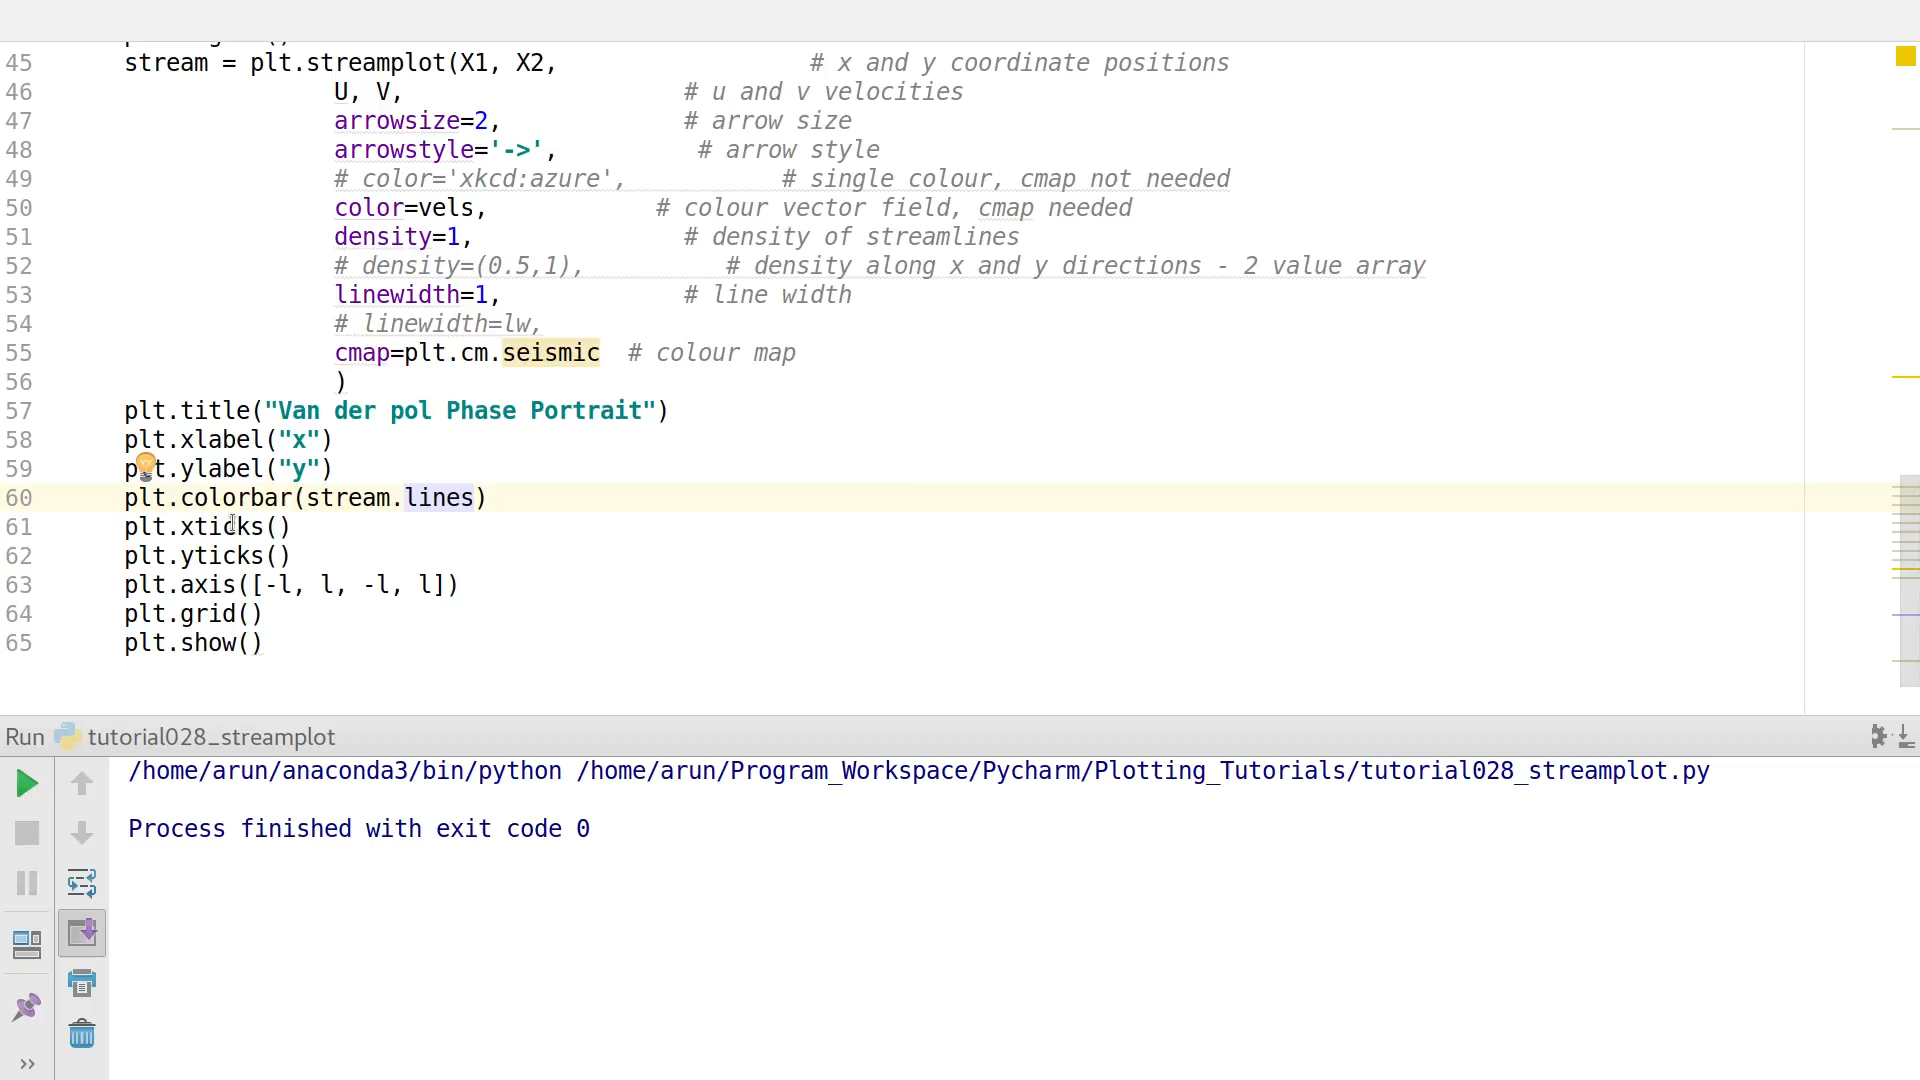 45 stream = plt.streamplot(X1, X2, # x and y coordinate positions
46 U, V, # u and v velocities
47 arrowsize=2, # arrow size
48 arrowstyle='->', # arrow style
49 # color='xkcd:azure', # single colour, cmap not needed
50 color=vels, # colour vector field, cmap needed
51 density=1, # density of streamlines
52 # density=(0.5,1), # density along x and y directions - 2 value array
53 linewidth=1, # line width
54 # linewidth=lw,
55 cmap=plt.cm.seismic # colour map
56 )
57 plt.title("Van der pol Phase Portrait")
58 plt.xlabel("x")
59 plt.ylabel("y")
60 plt.colorbar(stream.lines)
61 plt.xticks()
62 plt.yticks()
63 plt.axis([-l, l, -l, l])
64 plt.grid()
65 plt.show()
Run tutorial028_streamplot
/home/arun/anaconda3/bin/python /home/arun/Program_Workspace/Pycharm/Plotting_Tutorials/tutorial028_streamplot.py
Process finished with exit code 0